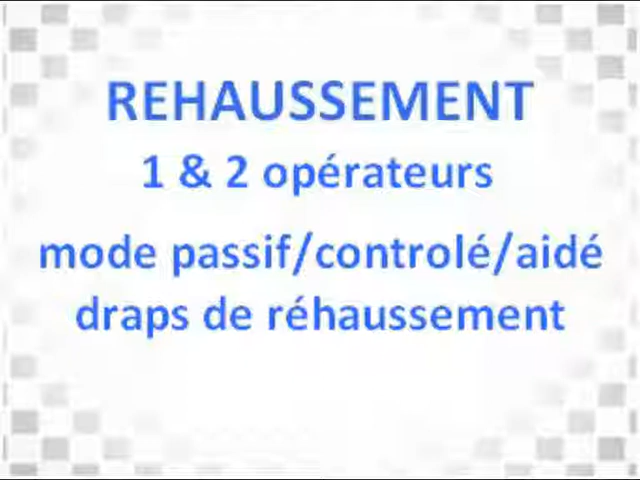 REHAUSSEMENT
1 & 2 opérateurs
mode passif/controlé/aidé
draps de réhaussement